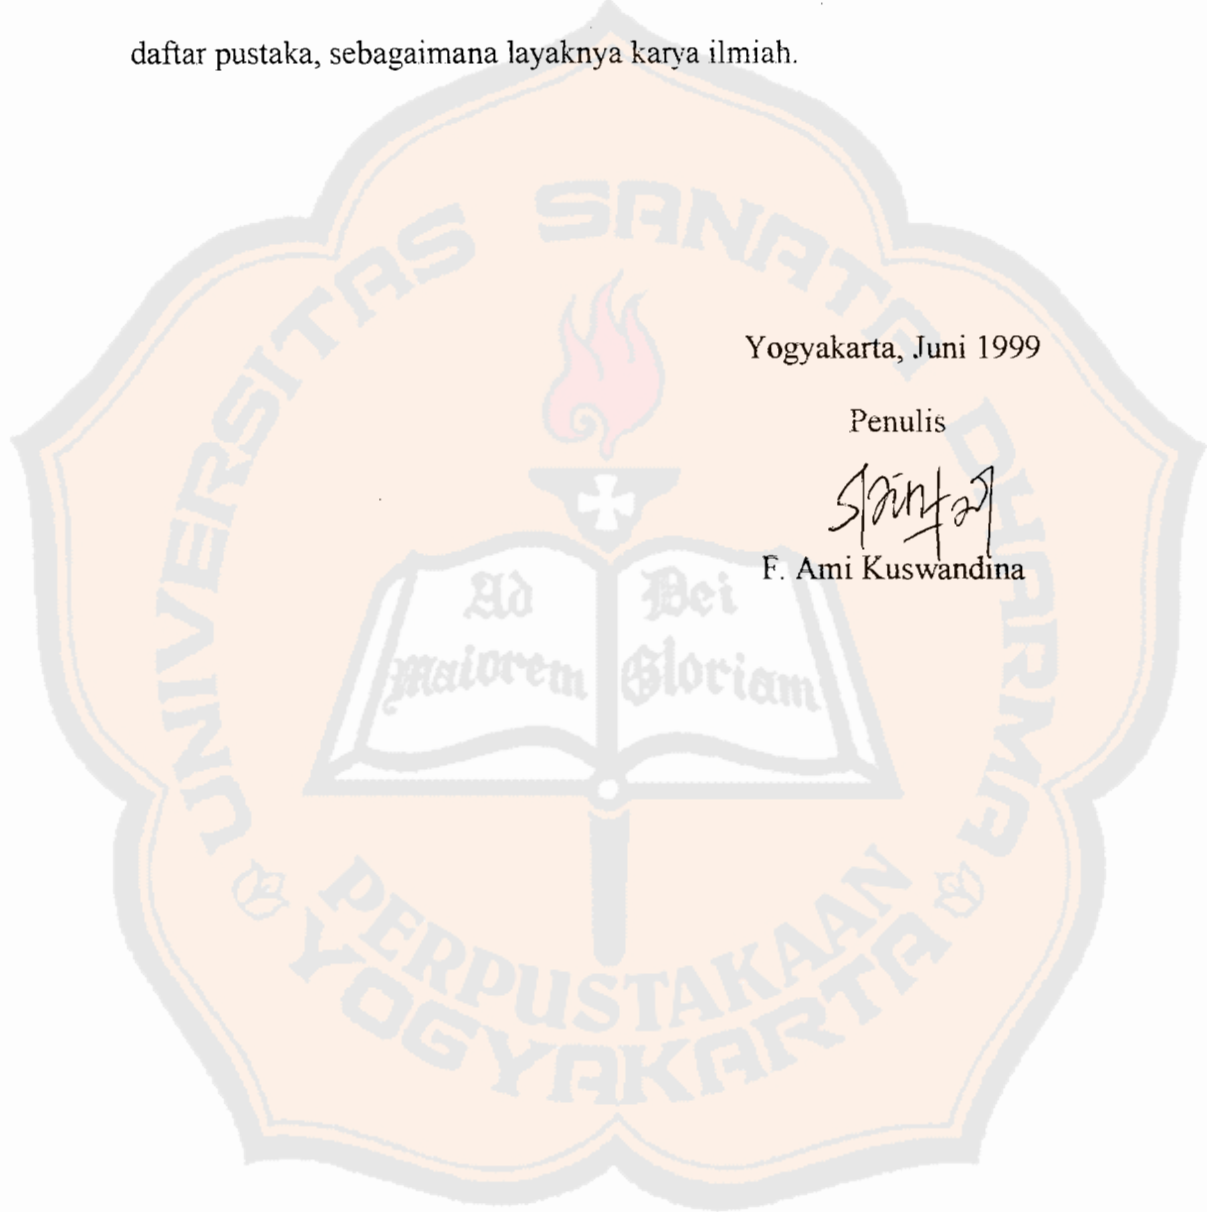 daftar pustaka, sebagaimana layaknya karya ilmiah.
UNIVERSITAS SANATA DHARMA
Yogyakarta, Juni 1999
Penulis
F. Ami Kuswandina
Ad Dei
Maiorem Gloriam
PERPUSTAKAAN
YOGYAKARTA